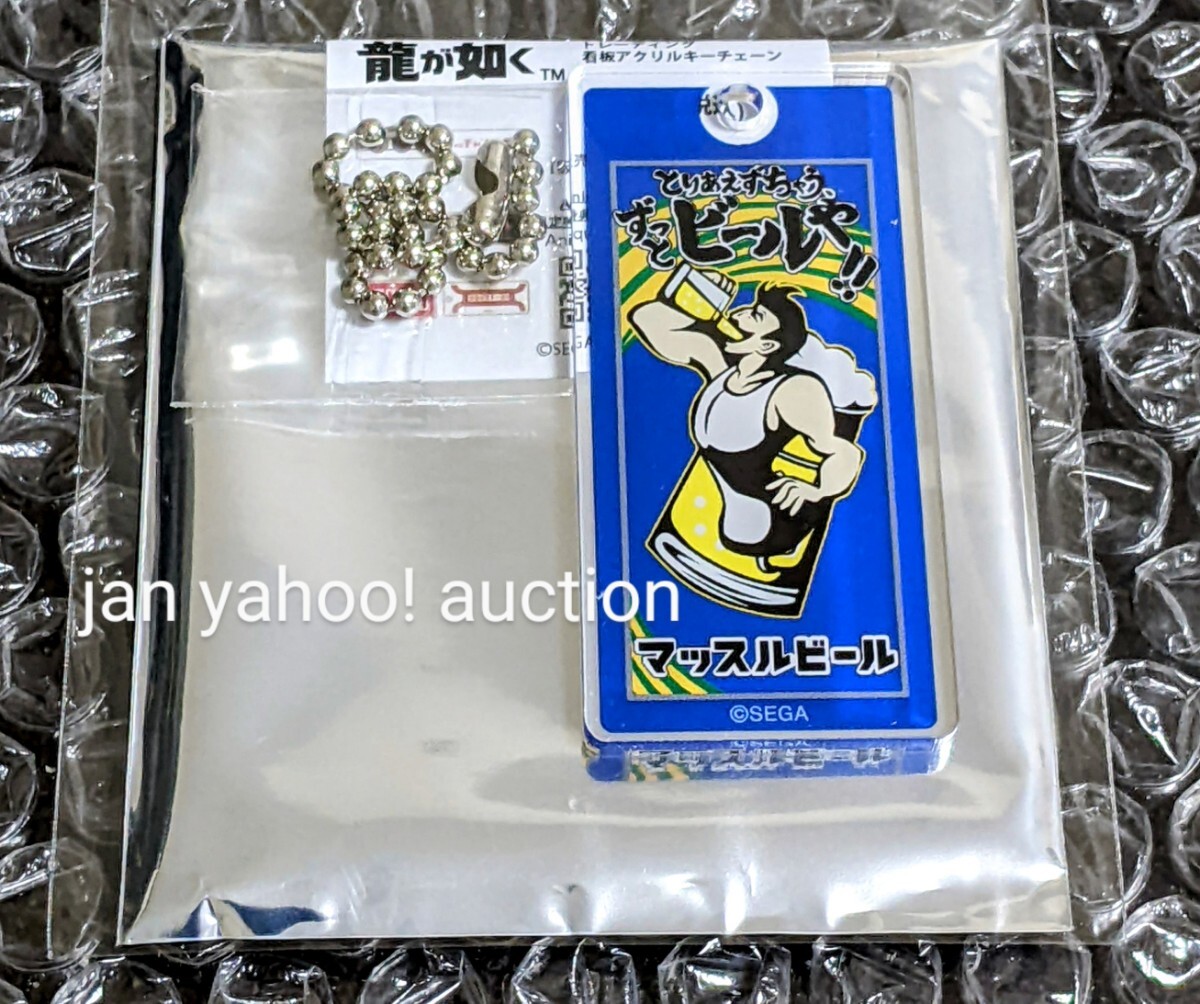 龍が如く™
トレーディング
看板アクリルキーチェーン
とりあえずちゃう、
ずっと
ビールや!!
マッスルビール
©SEGA
©SEGA
jan yahoo! auction